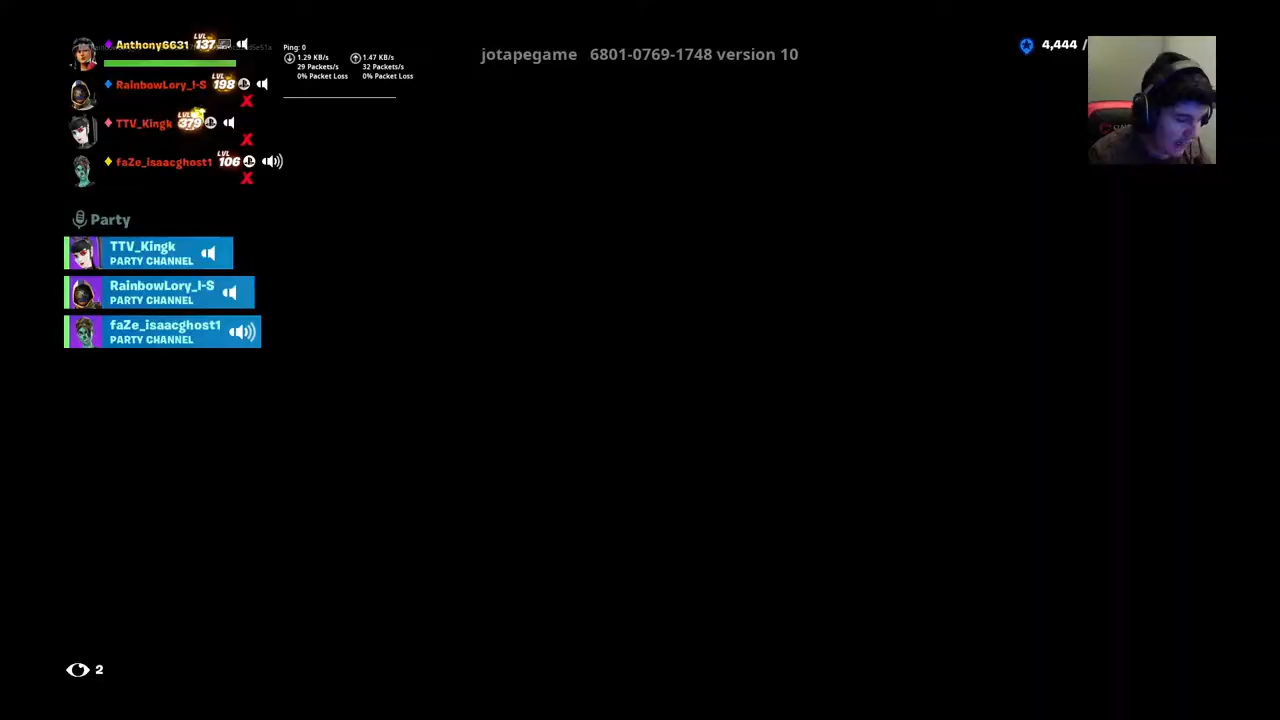 Anthony6631 LVL 137
Ping: 0
1.29 KB/s 1.47 KB/s
29 Packets/s 32 Packets/s
0% Packet Loss 0% Packet Loss
jotapegame 6801-0769-1748 version 10
4,444 /
RainbowLory_I-S LVL 198
X
TTV_Kingk LVL 379
X
faZe_isaacghost1 LVL 106
X
Party
TTV_Kingk
PARTY CHANNEL
RainbowLory_I-S
PARTY CHANNEL
faZe_isaacghost1
PARTY CHANNEL
2